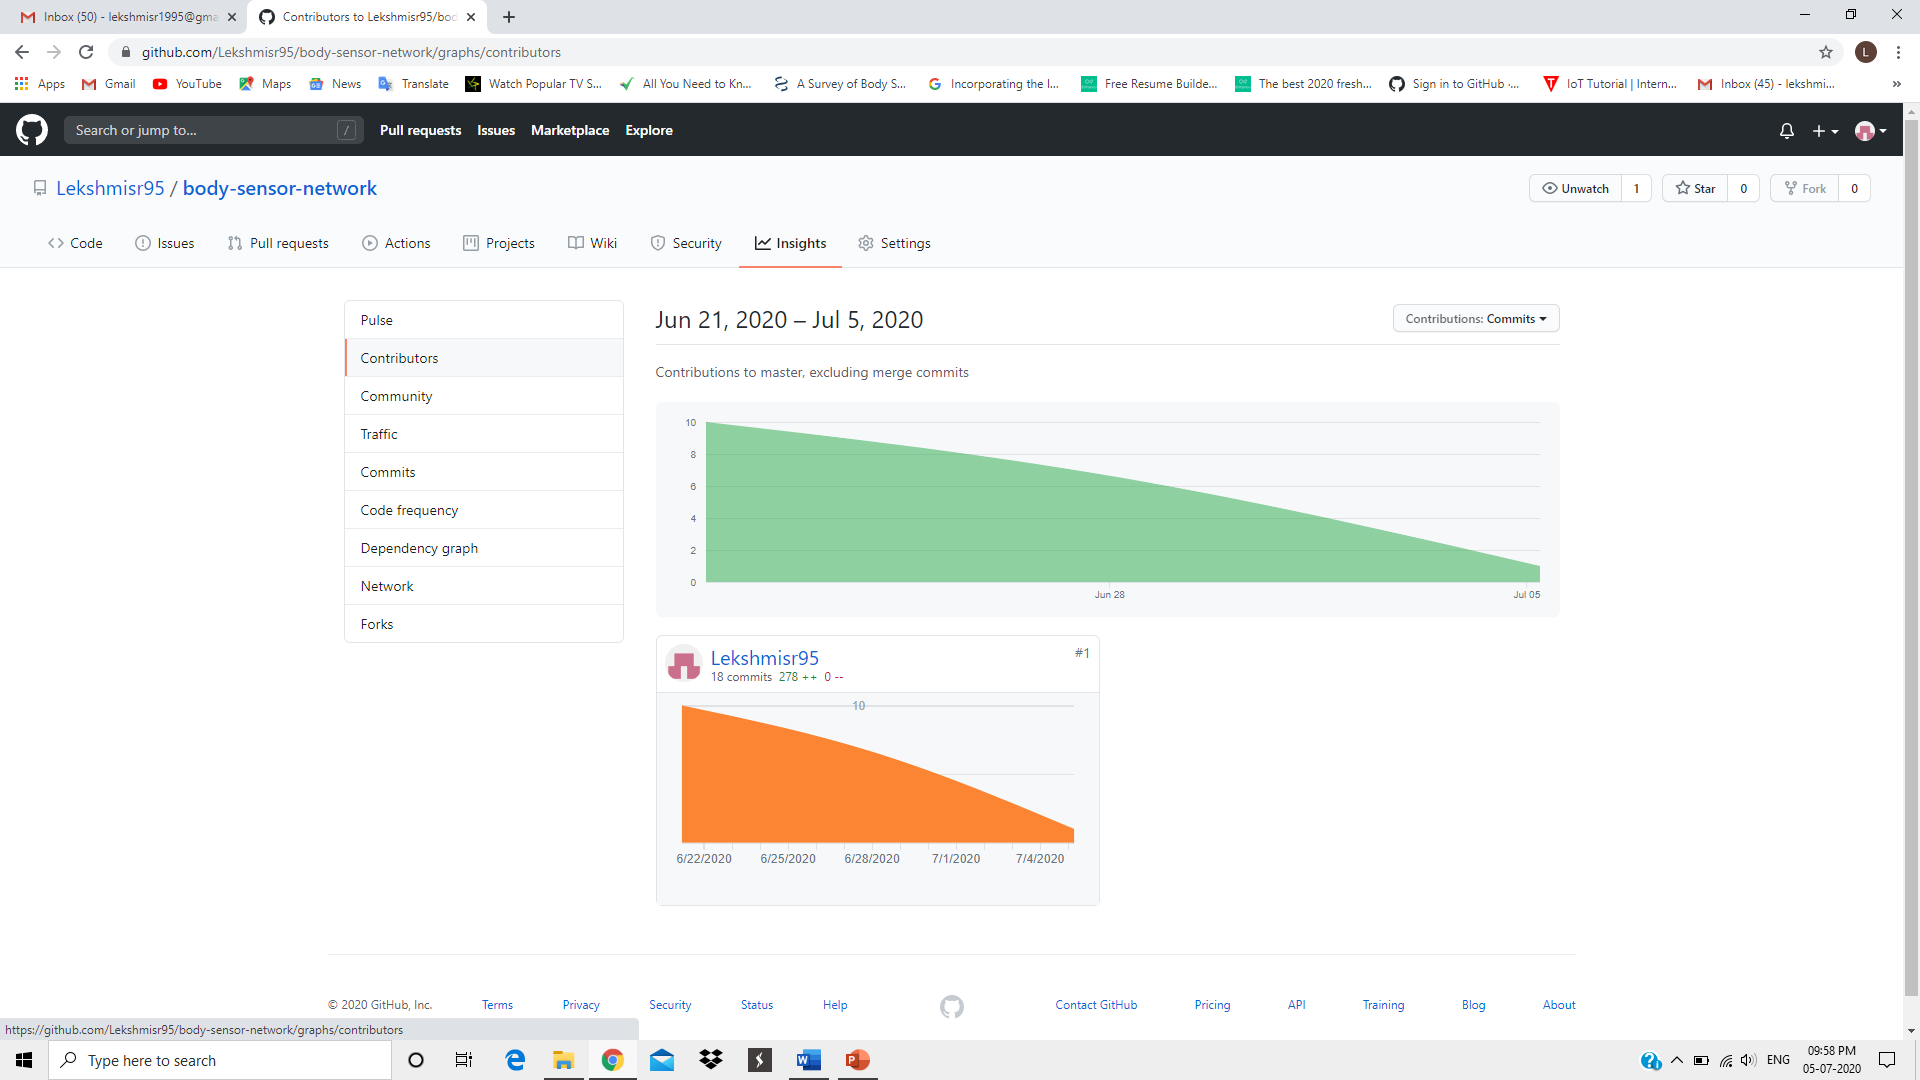 Inbox (50) - lekshmisr1995@gma
Contributors to Lekshmisr95/bod
github.com/Lekshmisr95/body-sensor-network/graphs/contributors
L
Apps Gmail YouTube Maps News Translate Watch Popular TV S... All You Need to Kn... A Survey of Body S... Incorporating the I... Free Resume Builde... The best 2020 fresh... Sign in to GitHub ·... IoT Tutorial | Intern... Inbox (45) - lekhmi... »
Search or jump to... / Pull requests Issues Marketplace Explore
Lekshmisr95 / body-sensor-network
Unwatch 1 Star 0 Fork 0
Code Issues Pull requests Actions Projects Wiki Security Insights Settings
Pulse
Contributors
Community
Traffic
Commits
Code frequency
Dependency graph
Network
Forks
Jun 21, 2020 – Jul 5, 2020
Contributions: Commits
Contributions to master, excluding merge commits
10
8
6
4
2
0
Jun 28 Jul 05
Lekshmisr95
#1
18 commits 278 ++ 0 --
10
6/22/2020 6/25/2020 6/28/2020 7/1/2020 7/4/2020
© 2020 GitHub, Inc. Terms Privacy Security Status Help Contact GitHub Pricing API Training Blog About
https://github.com/Lekshmisr95/body-sensor-network/graphs/contributors
Type here to search
ENG
09:58 PM
05-07-2020